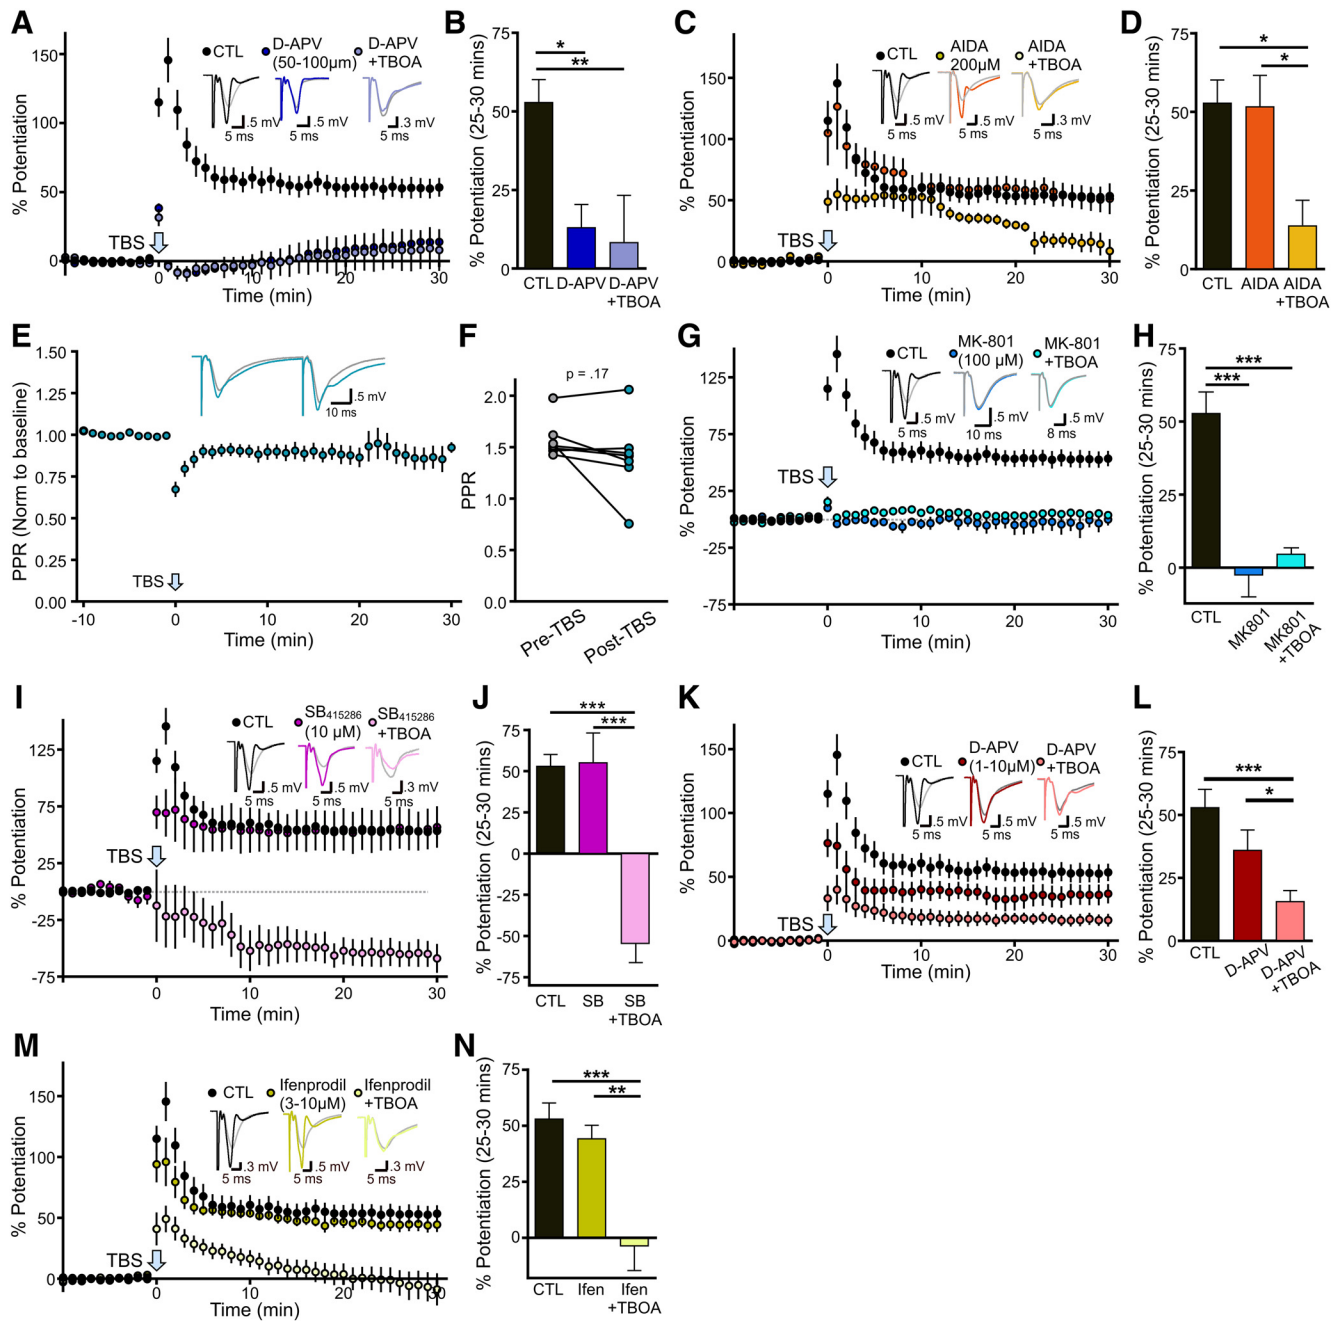 A
% Potentiation
150
100
50
0
CTL
D-APV
(50-100µm)
D-APV
+TBOA
.5 mV
5 ms
.5 mV
5 ms
.3 mV
5 ms
TBS
0
10
20
30
Time (min)
B
% Potentiation (25-30 mins)
75
50
25
0
*
**
CTL
D-APV
D-APV
+TBOA
C
% Potentiation
150
100
50
0
CTL
AIDA
200µM
AIDA
+TBOA
.5 mV
5 ms
.5 mV
5 ms
.3 mV
5 ms
TBS
0
10
20
30
Time (min)
D
% Potentiation (25-30 mins)
75
50
25
0
*
*
CTL
AIDA
AIDA
+TBOA
E
PPR (Norm to baseline)
1.50
1.25
1.00
0.75
0.50
0.25
0.00
.5 mV
10 ms
TBS
-10
0
10
20
30
Time (min)
F
PPR
2.0
1.5
1.0
0.5
0.0
p = .17
Pre-TBS
Post-TBS
G
% Potentiation
125
75
25
-25
-75
CTL
MK-801
(100 µM)
MK-801
+TBOA
.5 mV
5 ms
.5 mV
10 ms
.5 mV
8 ms
TBS
0
10
20
30
Time (min)
H
% Potentiation (25-30 mins)
75
50
25
0
***
***
CTL
MK801
MK801
+TBOA
I
% Potentiation
125
75
25
-25
-75
CTL
SB415286
(10 µM)
SB415286
+TBOA
.5 mV
5 ms
.5 mV
5 ms
.3 mV
5 ms
TBS
0
10
20
30
Time (min)
J
% Potentiation (25-30 mins)
75
50
25
0
-25
-50
-75
***
***
CTL
SB
SB
+TBOA
K
% Potentiation
150
100
50
0
CTL
D-APV
(1-10µM)
D-APV
+TBOA
.5 mV
5 ms
.5 mV
5 ms
.5 mV
5 ms
TBS
0
10
20
30
Time (min)
L
% Potentiation (25-30 mins)
75
50
25
0
***
*
CTL
D-APV
D-APV
+TBOA
M
% Potentiation
150
100
50
0
CTL
Ifenprodil
(3-10µM)
Ifenprodil
+TBOA
.3 mV
5 ms
.5 mV
5 ms
.3 mV
5 ms
TBS
0
10
20
30
Time (min)
N
% Potentiation (25-30 mins)
75
50
25
0
***
**
CTL
Ifen
Ifen
+TBOA